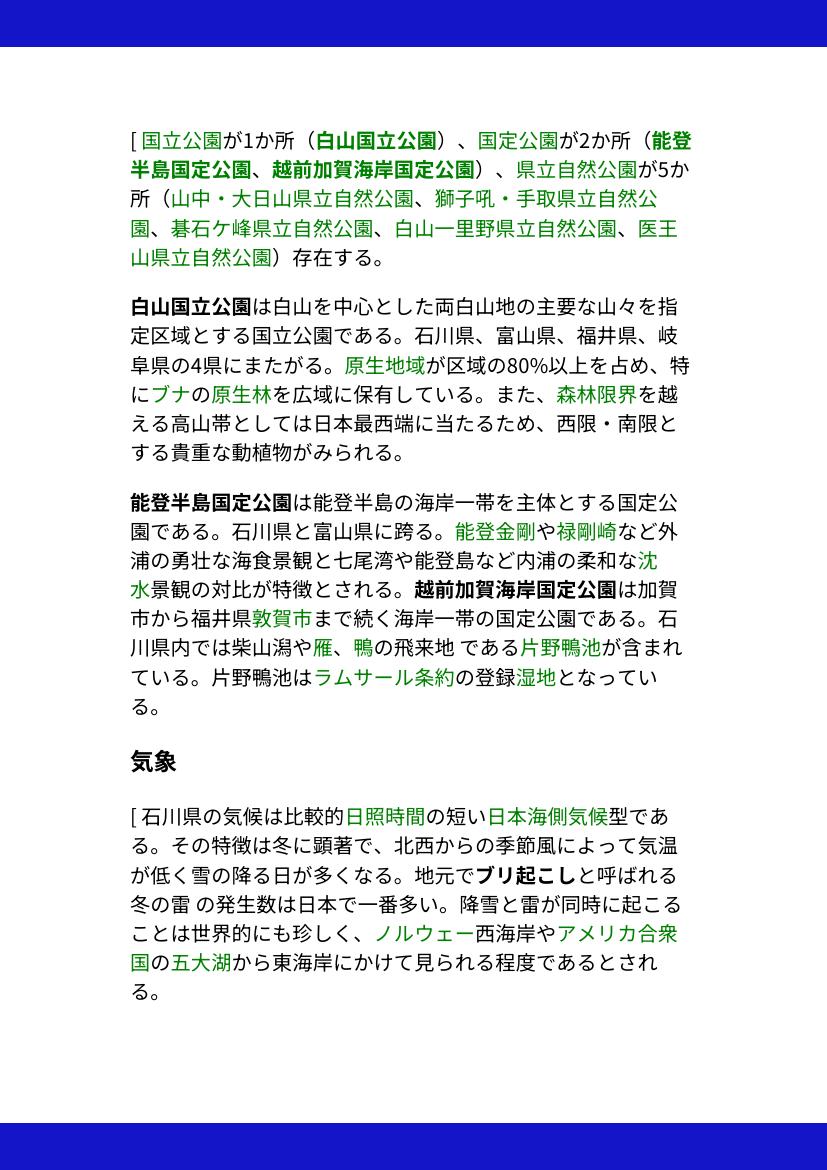 [ 国立公園が1か所（白山国立公園）、国定公園が2か所（能登
半島国定公園、越前加賀海岸国定公園）、県立自然公園が5か
所（山中・大日山県立自然公園、獅子吼・手取県立自然公
園、碁石ケ峰県立自然公園、白山一里野県立自然公園、医王
山県立自然公園）存在する。
白山国立公園は白山を中心とした両白山地の主要な山々を指
定区域とする国立公園である。石川県、富山県、福井県、岐
阜県の4県にまたがる。原生地域が区域の80%以上を占め、特
にブナの原生林を広域に保有している。また、森林限界を越
える高山帯としては日本最西端に当たるため、西限・南限と
する貴重な動植物がみられる。
能登半島国定公園は能登半島の海岸一帯を主体とする国定公
園である。石川県と富山県に跨る。能登金剛や禄剛崎など外
浦の勇壮な海食景観と七尾湾や能登島など内浦の柔和な沈
水景観の対比が特徴とされる。越前加賀海岸国定公園は加賀
市から福井県敦賀市まで続く海岸一帯の国定公園である。石
川県内では柴山潟や雁、鴨の飛来地 である片野鴨池が含まれ
ている。片野鴨池はラムサール条約の登録湿地となってい
る。
気象
[ 石川県の気候は比較的日照時間の短い日本海側気候型であ
る。その特徴は冬に顕著で、北西からの季節風によって気温
が低く雪の降る日が多くなる。地元でブリ起こしと呼ばれる
冬の雷 の発生数は日本で一番多い。降雪と雷が同時に起こる
ことは世界的にも珍しく、ノルウェー西海岸やアメリカ合衆
国の五大湖から東海岸にかけて見られる程度であるとされ
る。